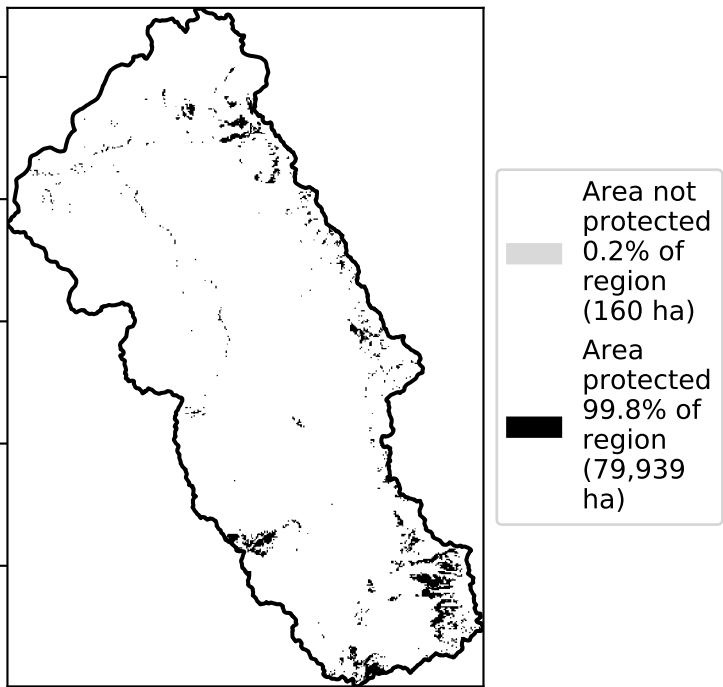 Area not
protected
0.2% of
region
(160 ha)
Area
protected
99.8% of
region
(79,939
ha)